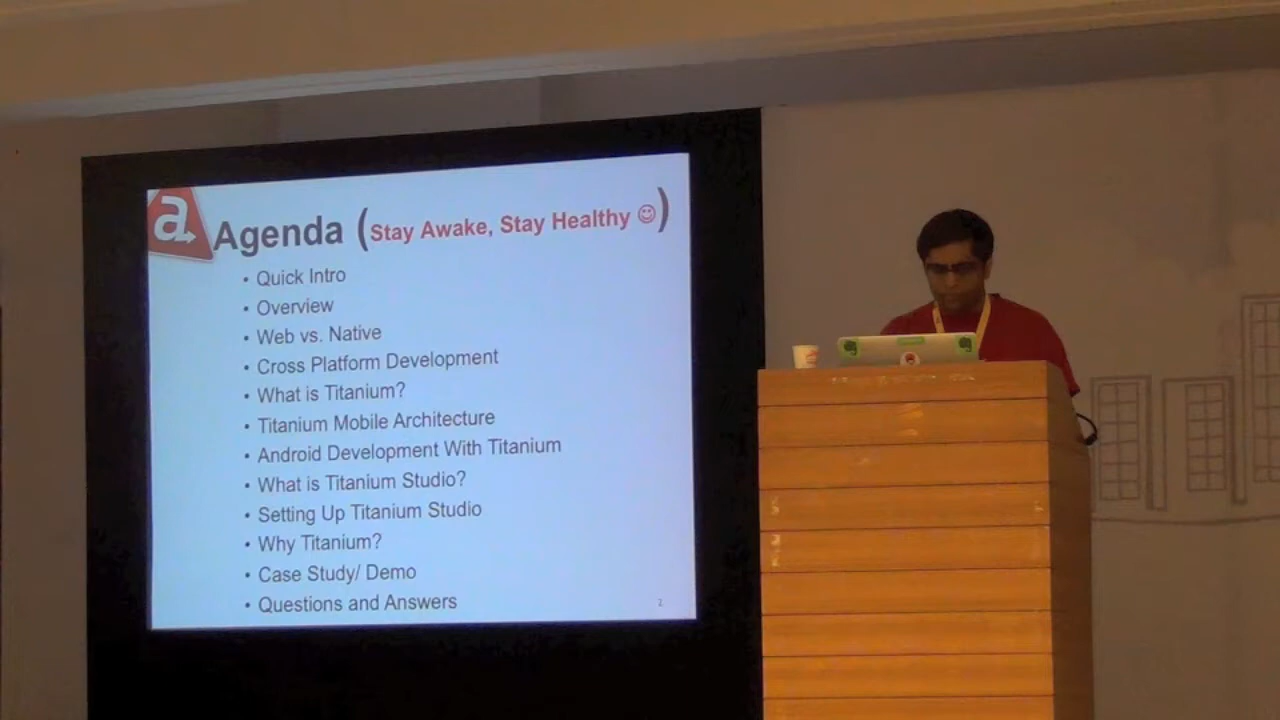 a
Agenda (Stay Awake, Stay Healthy ☺)
• Quick Intro
• Overview
• Web vs. Native
• Cross Platform Development
• What is Titanium?
• Titanium Mobile Architecture
• Android Development With Titanium
• What is Titanium Studio?
• Setting Up Titanium Studio
• Why Titanium?
• Case Study/ Demo
• Questions and Answers
2